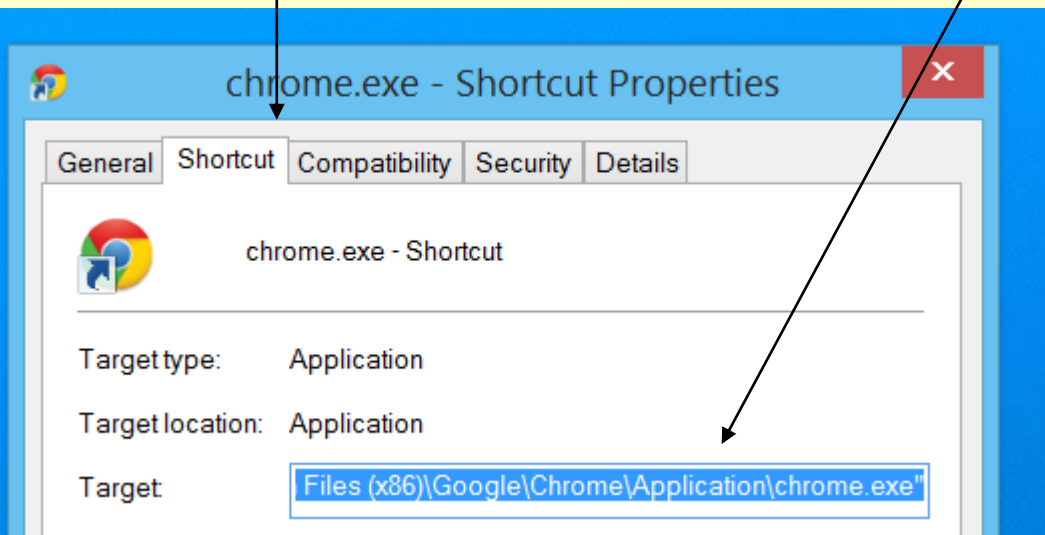 chrome.exe - Shortcut Properties
General Shortcut Compatibility Security Details
chrome.exe - Shortcut
Target type: Application
Target location: Application
Target: Files (x86)\Google\Chrome\Application\chrome.exe"